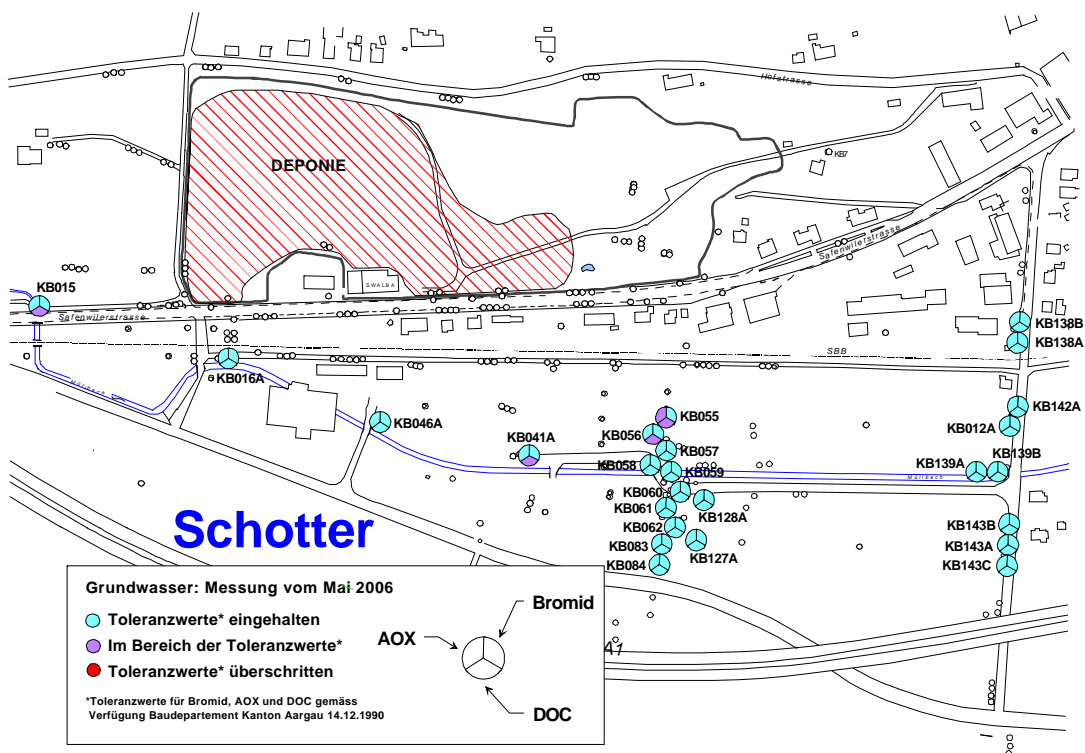 Hofstrasse
DEPONIE
KB7
Safenwilerstrasse
SWALBA
KB015
Safenwilerstrasse
KB138B
KB138A
SBB
KB016A
Müllbach
KB142A
KB055
KB046A
KB012A
KB056
KB041A
KB057
KB139B
KB058
KB139A
KB059
Müllbach
KB060
KB061
KB128A
Schotter
KB062
KB143B
KB127A
KB083
KB143A
KB084
KB143C
Grundwasser: Messung vom Mai 2006
Toleranzwerte* eingehalten
Im Bereich der Toleranzwerte*
Toleranzwerte* überschritten
*Toleranzwerte für Bromid, AOX und DOC gemäss
Verfügung Baudepartement Kanton Aargau 14.12.1990
Bromid
AOX
DOC
A1